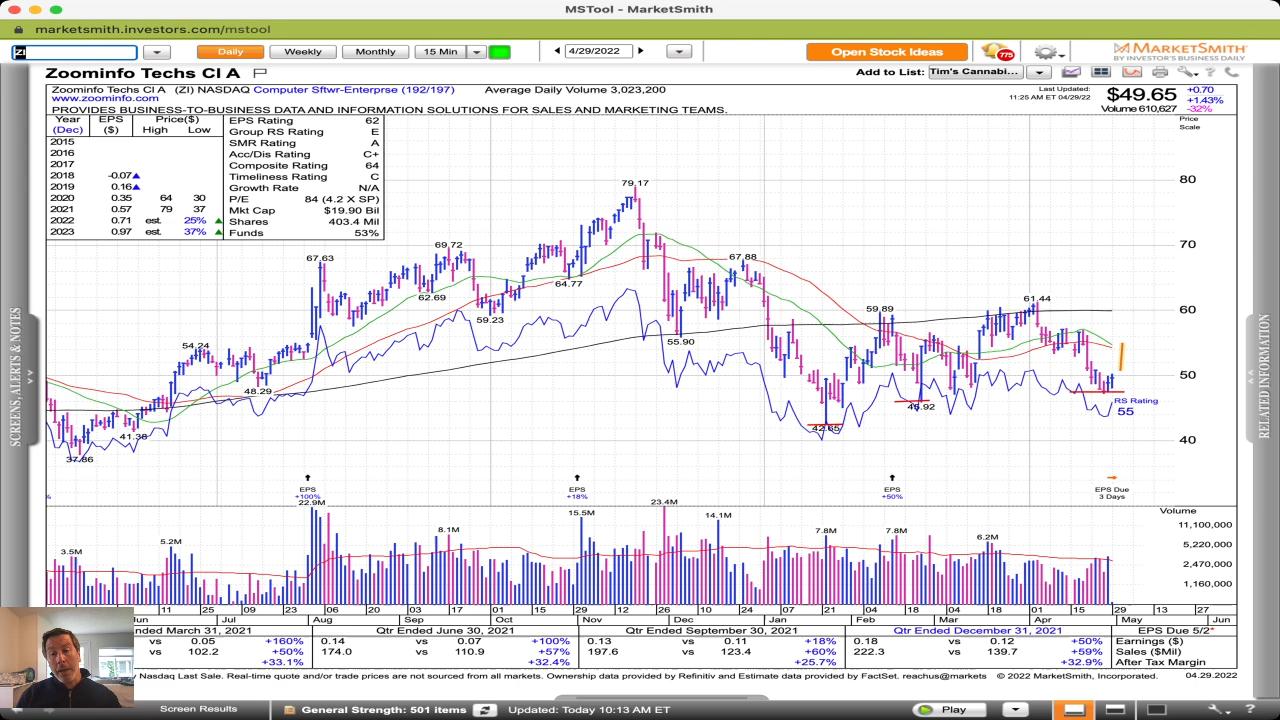 MSTool - MarketSmith
marketsmith.investors.com/mstool
ZI
Daily
Weekly
Monthly
15 Min
4/29/2022
Open Stock Ideas
775
MARKETSMITH
BY INVESTOR'S BUSINESS DAILY
Zoominfo Techs Cl A
Add to List: Tim's Cannabi...
Zoominfo Techs Cl A (ZI) NASDAQ Computer Sftwr-Enterprse (192/197) Average Daily Volume 3,023,200
www.zoominfo.com
PROVIDES BUSINESS-TO-BUSINESS DATA AND INFORMATION SOLUTIONS FOR SALES AND MARKETING TEAMS.
Last Updated:
11:25 AM ET 04/29/22
$49.65
+0.70
+1.43%
Volume 610,627 -32%
Year EPS Price($)
(Dec) ($) High Low
2015
2016
2017
2018 -0.07
2019 0.16
2020 0.35 64 30
2021 0.57 79 37
2022 0.71 est. 25%
2023 0.97 est. 37%
EPS Rating 62
Group RS Rating E
SMR Rating A
Acc/Dis Rating C+
Composite Rating 64
Timeliness Rating C
Growth Rate N/A
P/E 84 (4.2 X SP)
Mkt Cap $19.90 Bil
Shares 403.4 Mil
Funds 53%
Price
Scale
80
70
60
50
40
79.17
69.72
67.63
67.88
64.77
62.69
61.44
59.89
59.23
55.90
54.24
48.29
45.92
42.65
41.38
37.86
RS Rating
55
EPS
+100%
EPS
+18%
EPS
+50%
EPS Due
3 Days
22.9M
15.5M
23.4M
14.1M
8.1M
7.8M
7.8M
6.2M
5.2M
3.5M
Volume
11,100,000
5,220,000
2,470,000
1,160,000
11 25 09 23 06 20 03 17 01 15 29 12 26 10 24 07 21 04 18 04 18 01 15 29 13 27
Jun Jul Aug Sep Oct Nov Dec Jan Feb Mar Apr May Jun
nded March 31, 2021 Qtr Ended June 30, 2021 Qtr Ended September 30, 2021 Qtr Ended December 31, 2021 EPS Due 5/2*
vs 0.05 +160% 0.14 vs 0.07 +100% 0.13 vs 0.11 +18% 0.18 vs 0.12 +50% Earnings ($)
vs 102.2 +50% 174.0 vs 110.9 +57% 197.6 vs 123.4 +60% 222.3 vs 139.7 +59% Sales ($Mil)
+33.1% +32.4% +25.7% +32.9% After Tax Margin
Nasdaq Last Sale. Real-time quote and/or trade prices are not sourced from all markets. Ownership data provided by Refinitiv and Estimate data provided by FactSet. reachus@markets © 2022 MarketSmith, Incorporated. 04.29.2022
SCREENS, ALERTS & NOTES
RELATED INFORMATION
Screen Results
General Strength: 501 items
Updated: Today 10:13 AM ET
Play